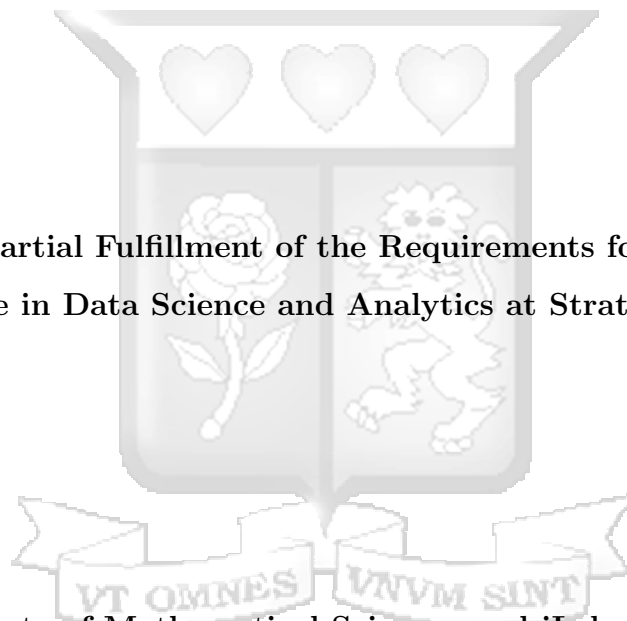 artial Fulfillment of the Requirements fo
e in Data Science and Analytics at Strat
VT OMNES VNVM SINT